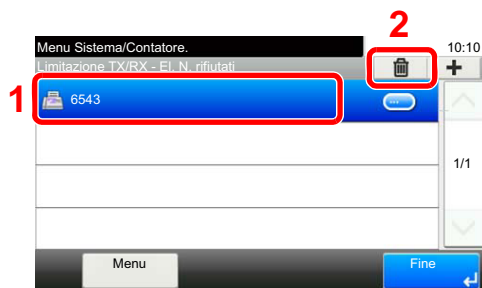 2
Menu Sistema/Contatore.
10:10
Limitazione TX/RX - El. N. rifiutati
1
6543
1/1
Menu
Fine